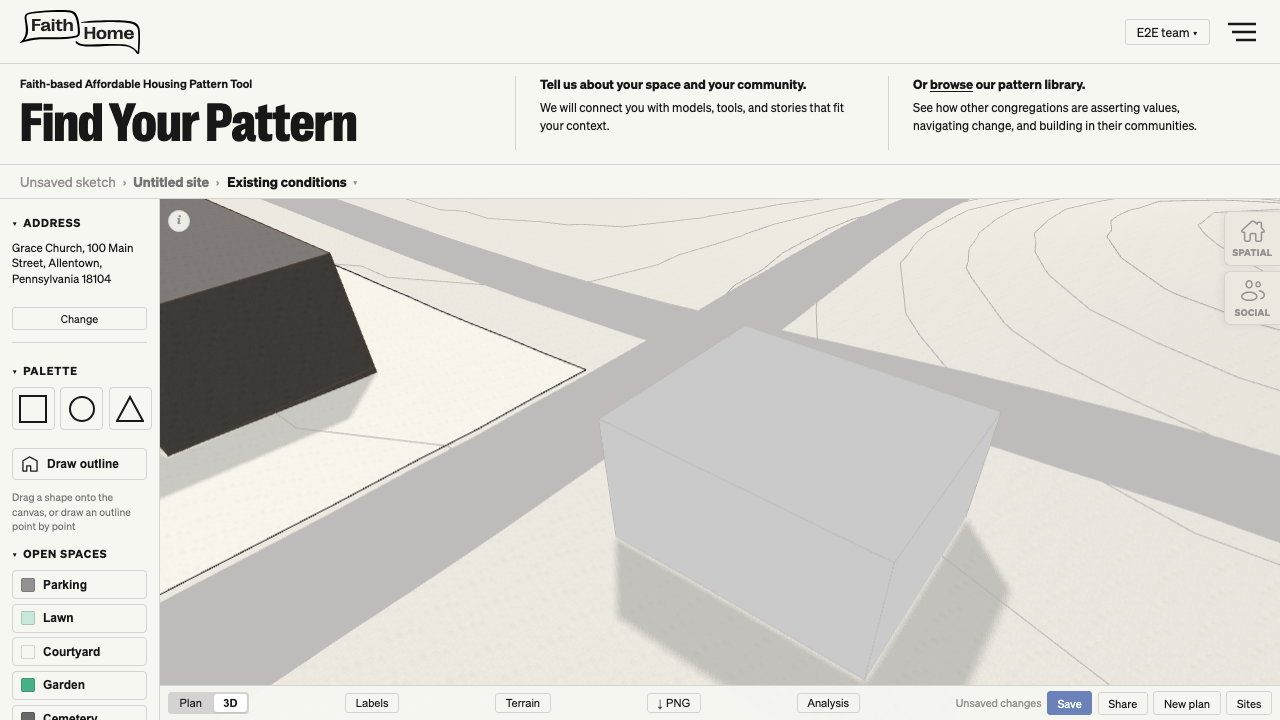 Faith
Home
E2E team ▾
Faith-based Affordable Housing Pattern Tool
Find Your Pattern
Tell us about your space and your community.
We will connect you with models, tools, and stories that fit
your context.
Or browse our pattern library.
See how other congregations are asserting values,
navigating change, and building in their communities.
Unsaved sketch › Untitled site › Existing conditions ▾
▾ ADDRESS
Grace Church, 100 Main
Street, Allentown,
Pennsylvania 18104
Change
▾ PALETTE
Draw outline
Drag a shape onto the
canvas, or draw an outline
point by point
▾ OPEN SPACES
Parking
Lawn
Courtyard
Garden
Cemetery
i
SPATIAL
SOCIAL
Plan 3D
Labels
Terrain
↓ PNG
Analysis
Unsaved changes
Save
Share
New plan
Sites